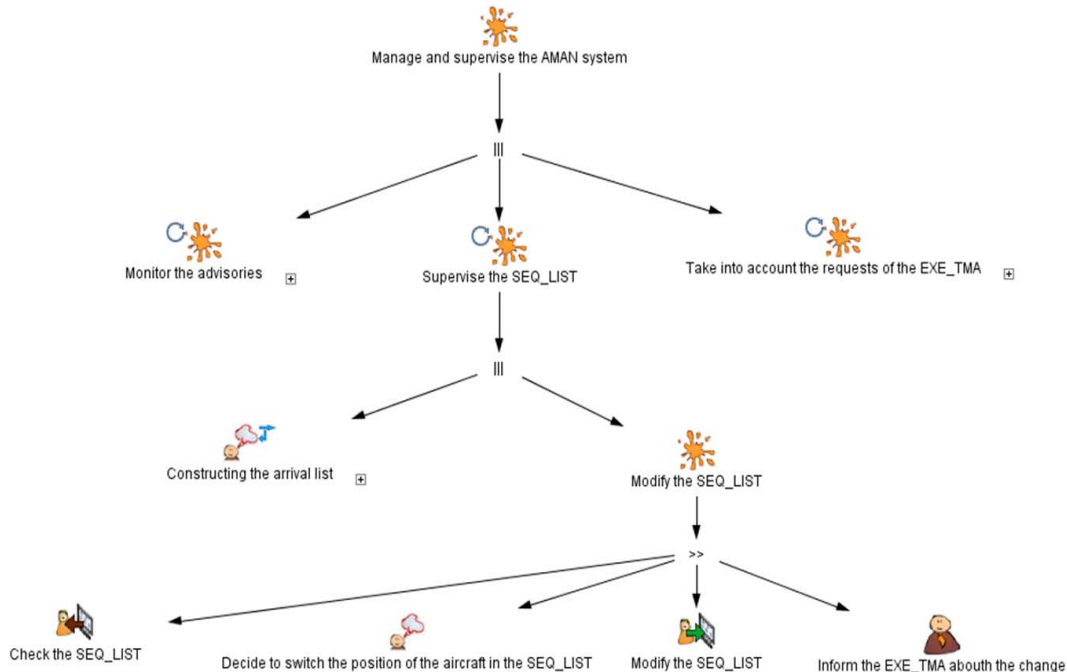 Manage and supervise the AMAN system
|||
Monitor the advisories
Supervise the SEQ_LIST
Take into account the requests of the EXE_TMA
|||
Constructing the arrival list
Modify the SEQ_LIST
>>
Check the SEQ_LIST
Decide to switch the position of the aircraft in the SEQ_LIST
Modify the SEQ_LIST
Inform the EXE_TMA abouth the change